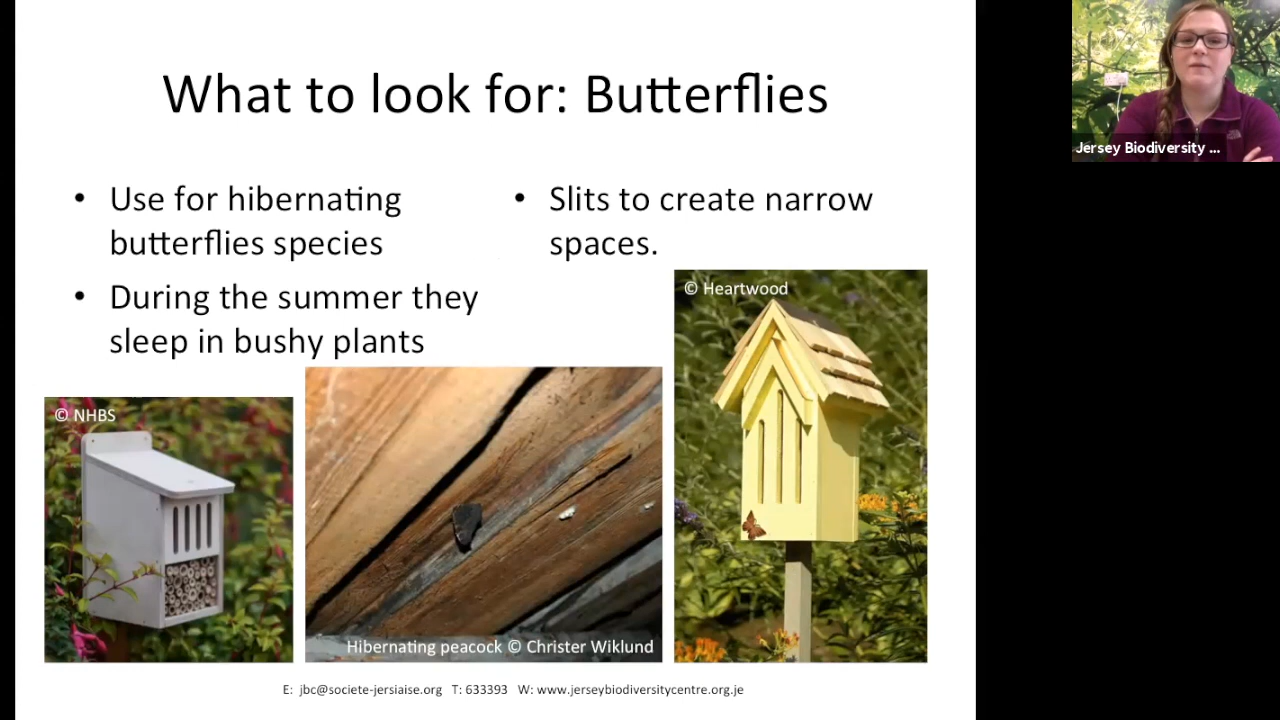 What to look for: Butterflies
• Use for hibernating
butterflies species
• During the summer they
sleep in bushy plants
• Slits to create narrow
spaces.
© NHBS
Hibernating peacock © Christer Wiklund
© Heartwood
E: jbc@societe-jersiaise.org T: 633393 W: www.jerseybiodiversitycentre.org.je
Jersey Biodiversity ...